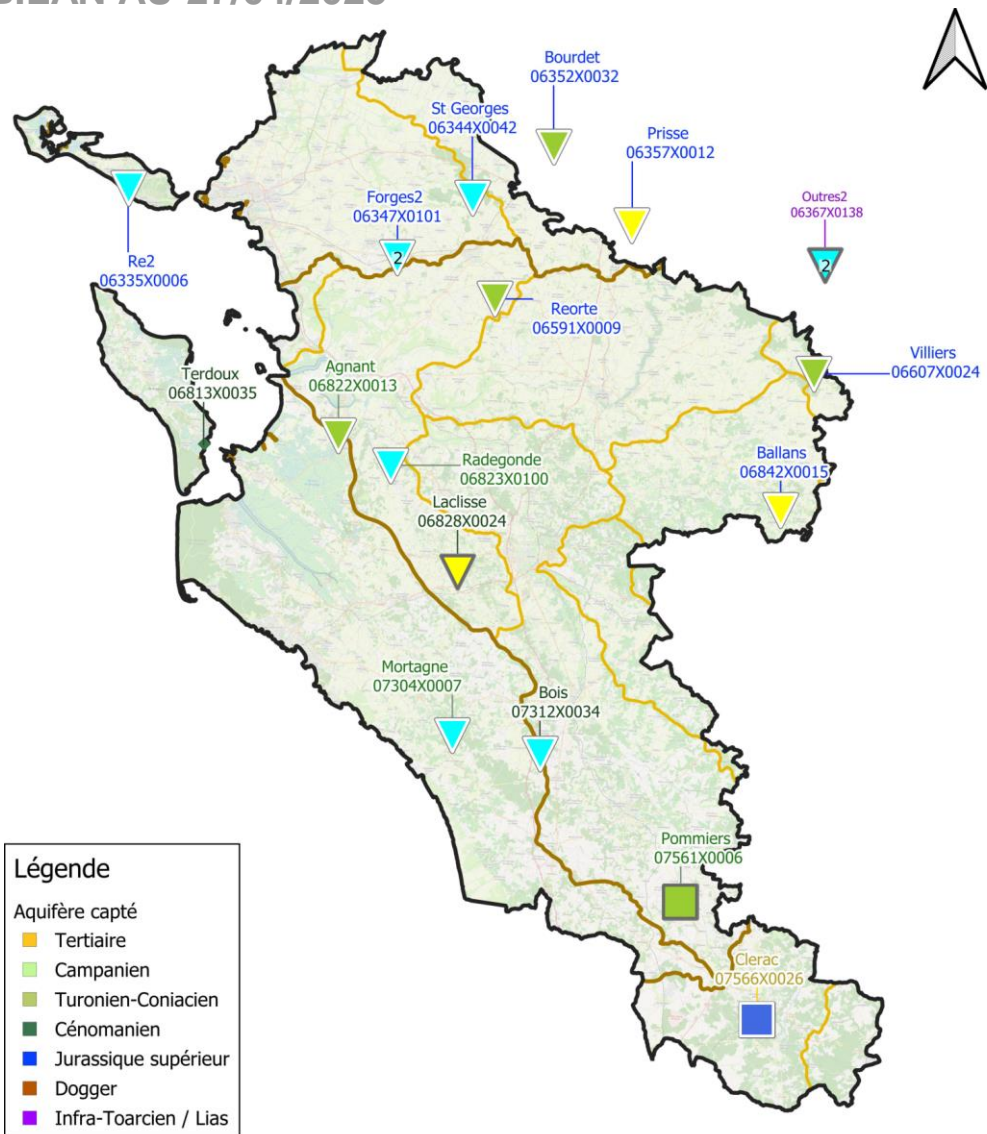 Bourdet
06352X0032
St Georges
06344X0042
Prisse
06357X0012
Forges2
06347X0101
2
Outres2
06367X0138
2
Re2
06335X0006
Reorte
06591X0009
Villiers
06607X0024
Terdoux
06813X0035
Agnant
06822X0013
Radegonde
06823X0100
Ballans
06842X0015
Laclisse
06828X0024
Mortagne
07304X0007
Bois
07312X0034
Pommiers
07561X0006
Clerac
07566X0026
Légende
Aquifère capté
Tertiaire
Campanien
Turonien-Coniacien
Cénomanien
Jurassique supérieur
Dogger
Infra-Toarcien / Lias